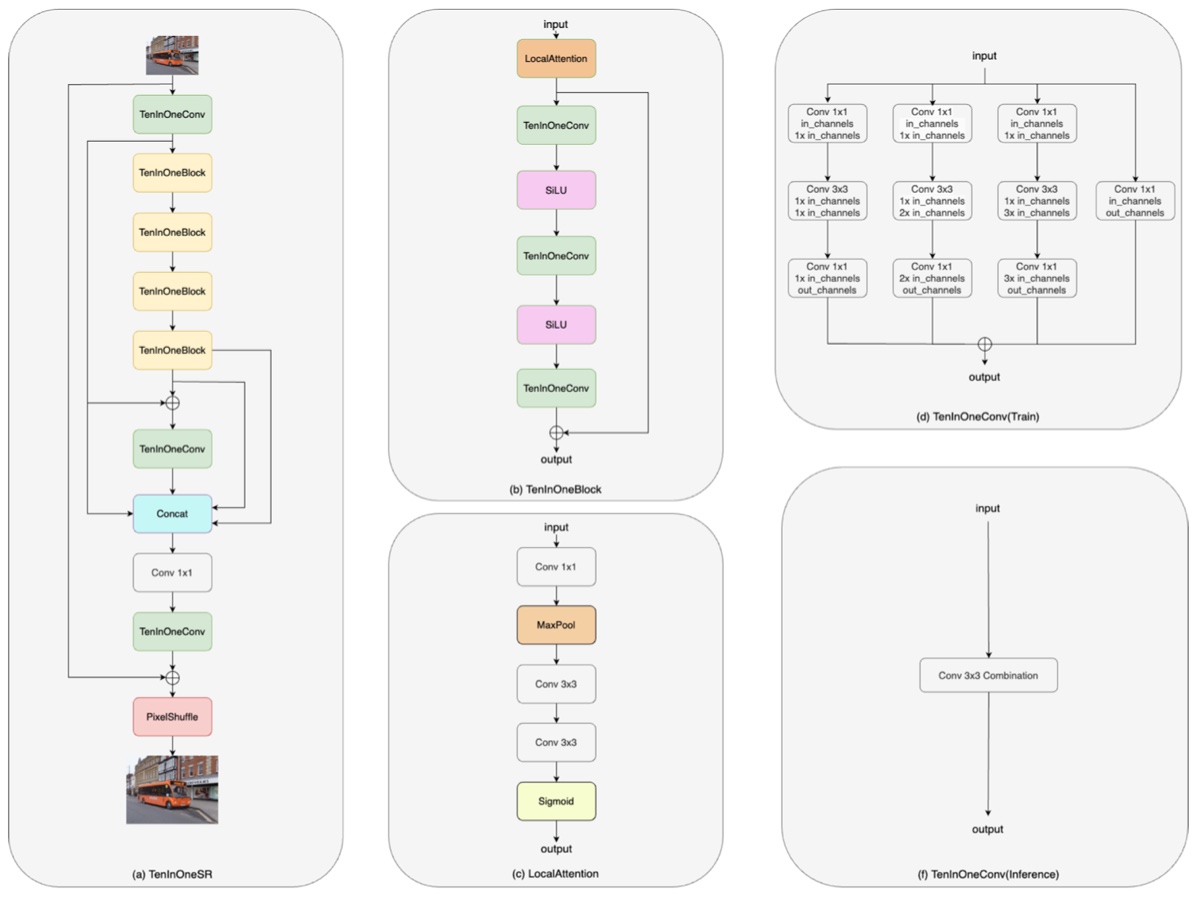 TenInOneConv
TenInOneBlock
TenInOneBlock
TenInOneBlock
TenInOneBlock
TenInOneConv
Concat
Conv 1x1
TenInOneConv
PixelShuffle
(a) TenInOneSR
input
LocalAttention
TenInOneConv
SiLU
TenInOneConv
SiLU
TenInOneConv
output
(b) TenInOneBlock
input
Conv 1x1
MaxPool
Conv 3x3
Conv 3x3
Sigmoid
output
(c) LocalAttention
input
Conv 1x1
in_channels
1x in_channels
Conv 1x1
in_channels
1x in_channels
Conv 1x1
in_channels
1x in_channels
Conv 3x3
1x in_channels
1x in_channels
Conv 3x3
1x in_channels
2x in_channels
Conv 3x3
1x in_channels
3x in_channels
Conv 1x1
in_channels
out_channels
Conv 1x1
1x in_channels
out_channels
Conv 1x1
2x in_channels
out_channels
Conv 1x1
3x in_channels
out_channels
output
(d) TenInOneConv(Train)
input
Conv 3x3 Combination
output
(f) TenInOneConv(Inference)